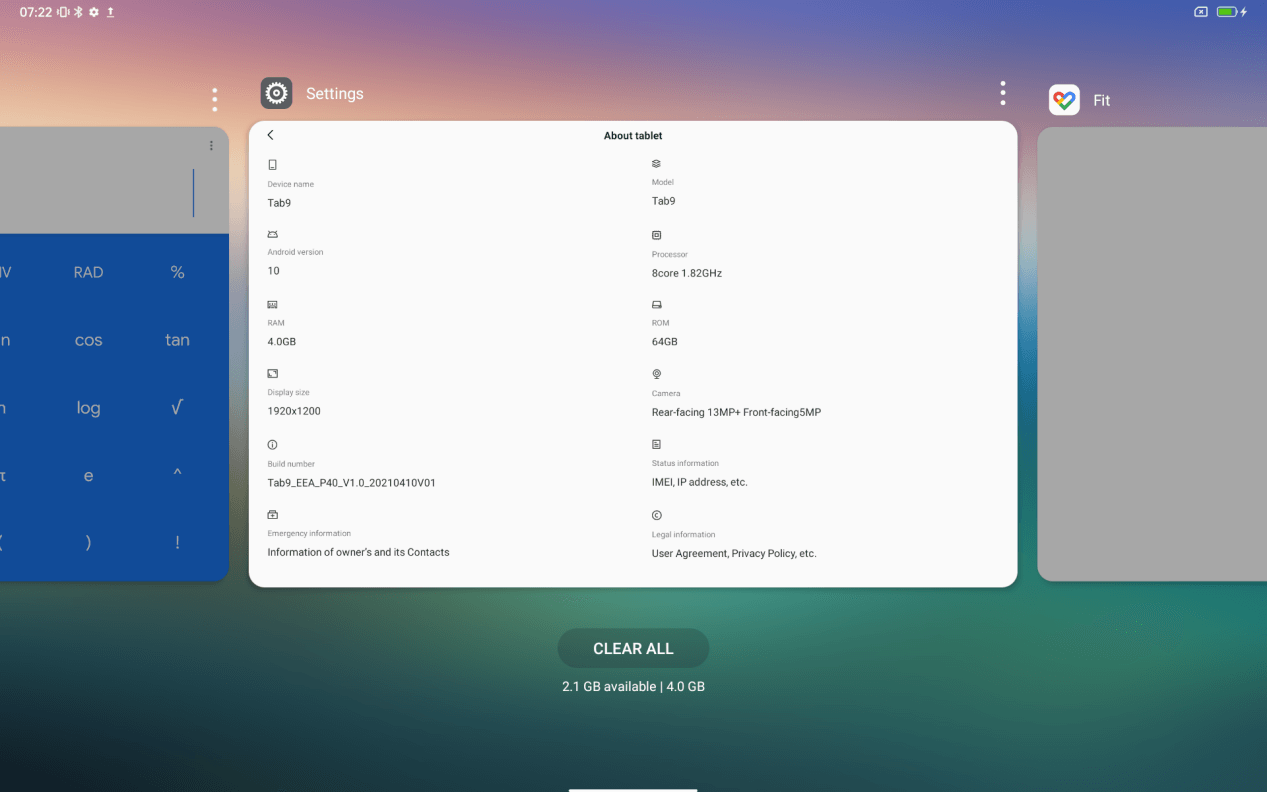 07:22
Settings
Fit
About tablet
Device name
Tab9
Model
Tab9
Android version
10
Processor
8core 1.82GHz
RAM
4.0GB
ROM
64GB
Display size
1920x1200
Camera
Rear-facing 13MP+ Front-facing5MP
Build number
Tab9_EEA_P40_V1.0_20210410V01
Status information
IMEI, IP address, etc.
Emergency information
Information of owner's and its Contacts
Legal information
User Agreement, Privacy Policy, etc.
RAD %
cos tan
log √
e ^
) !
CLEAR ALL
2.1 GB available | 4.0 GB